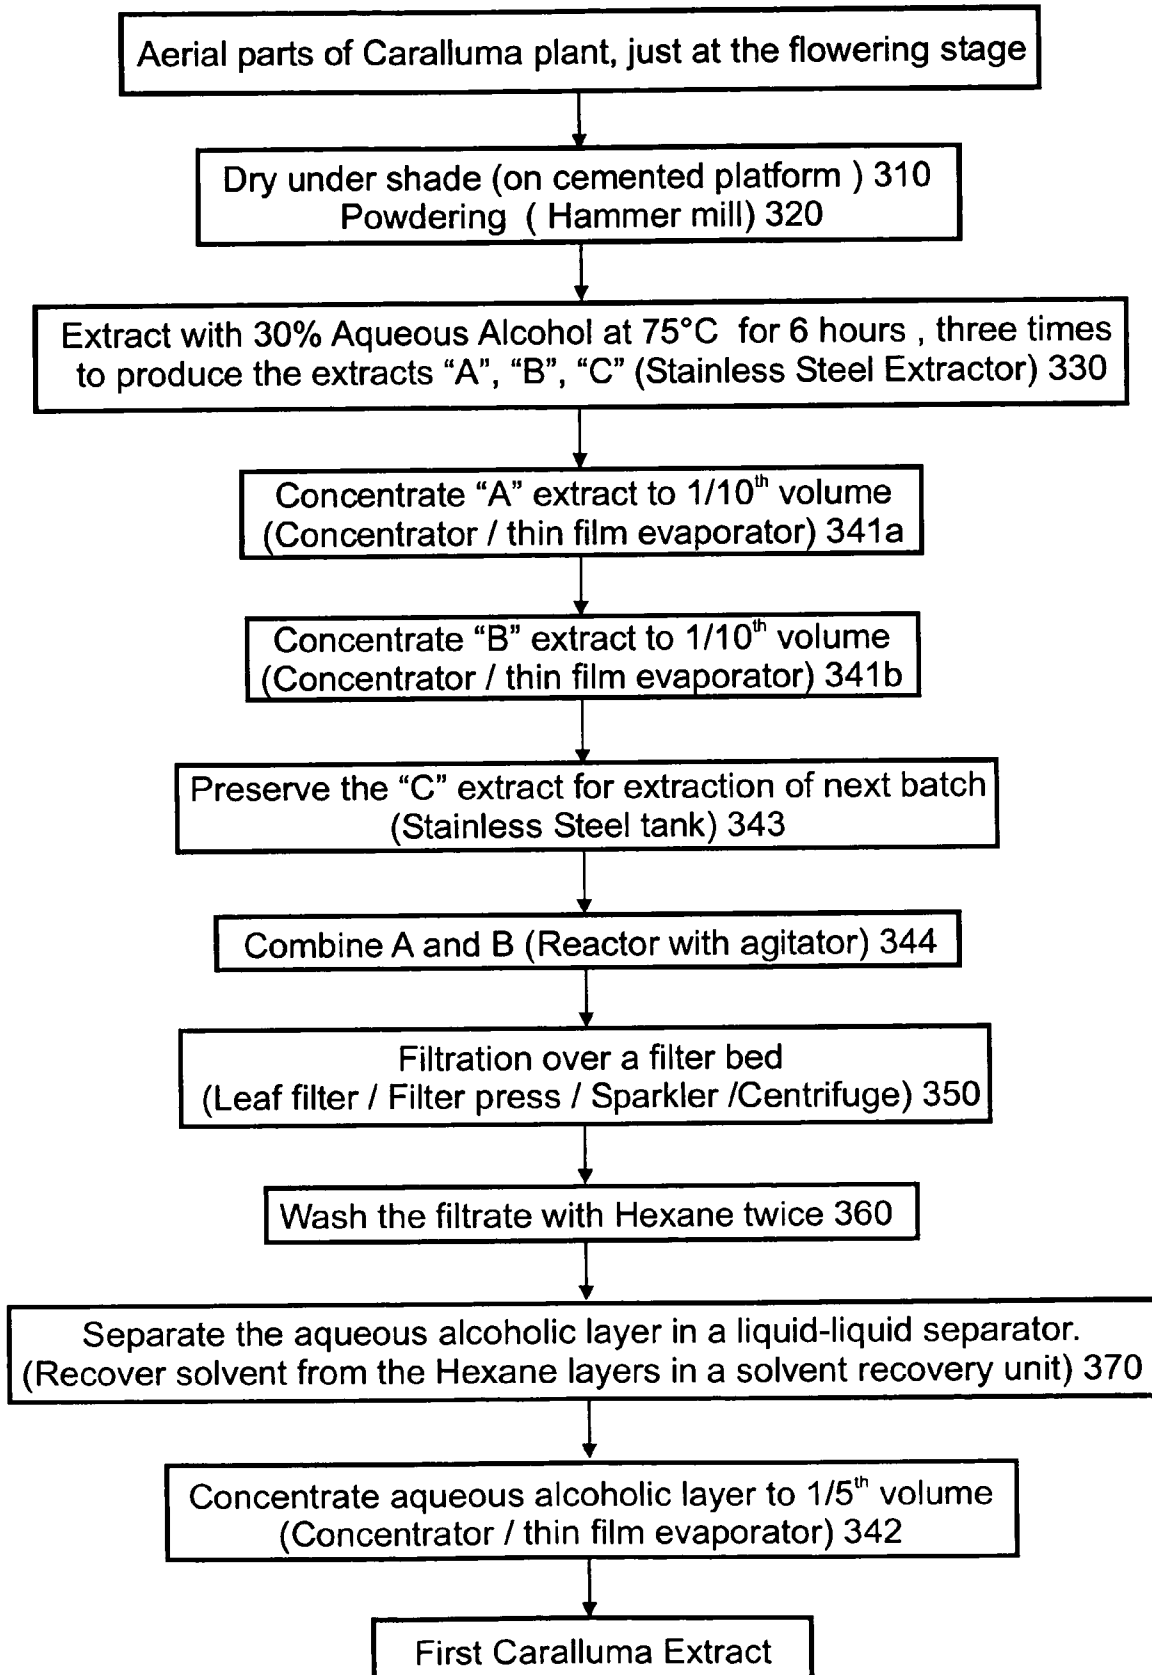 Aerial parts of Caralluma plant, just at the flowering stage
Dry under shade (on cemented platform ) 310
Powdering ( Hammer mill) 320
Extract with 30% Aqueous Alcohol at 75°C for 6 hours , three times
to produce the extracts “A”, “B”, “C” (Stainless Steel Extractor) 330
Concentrate “A” extract to 1/10th volume
(Concentrator / thin film evaporator) 341a
Concentrate “B” extract to 1/10th volume
(Concentrator / thin film evaporator) 341b
Preserve the “C” extract for extraction of next batch
(Stainless Steel tank) 343
Combine A and B (Reactor with agitator) 344
Filtration over a filter bed
(Leaf filter / Filter press / Sparkler /Centrifuge) 350
Wash the filtrate with Hexane twice 360
Separate the aqueous alcoholic layer in a liquid-liquid separator.
(Recover solvent from the Hexane layers in a solvent recovery unit) 370
Concentrate aqueous alcoholic layer to 1/5th volume
(Concentrator / thin film evaporator) 342
First Caralluma Extract